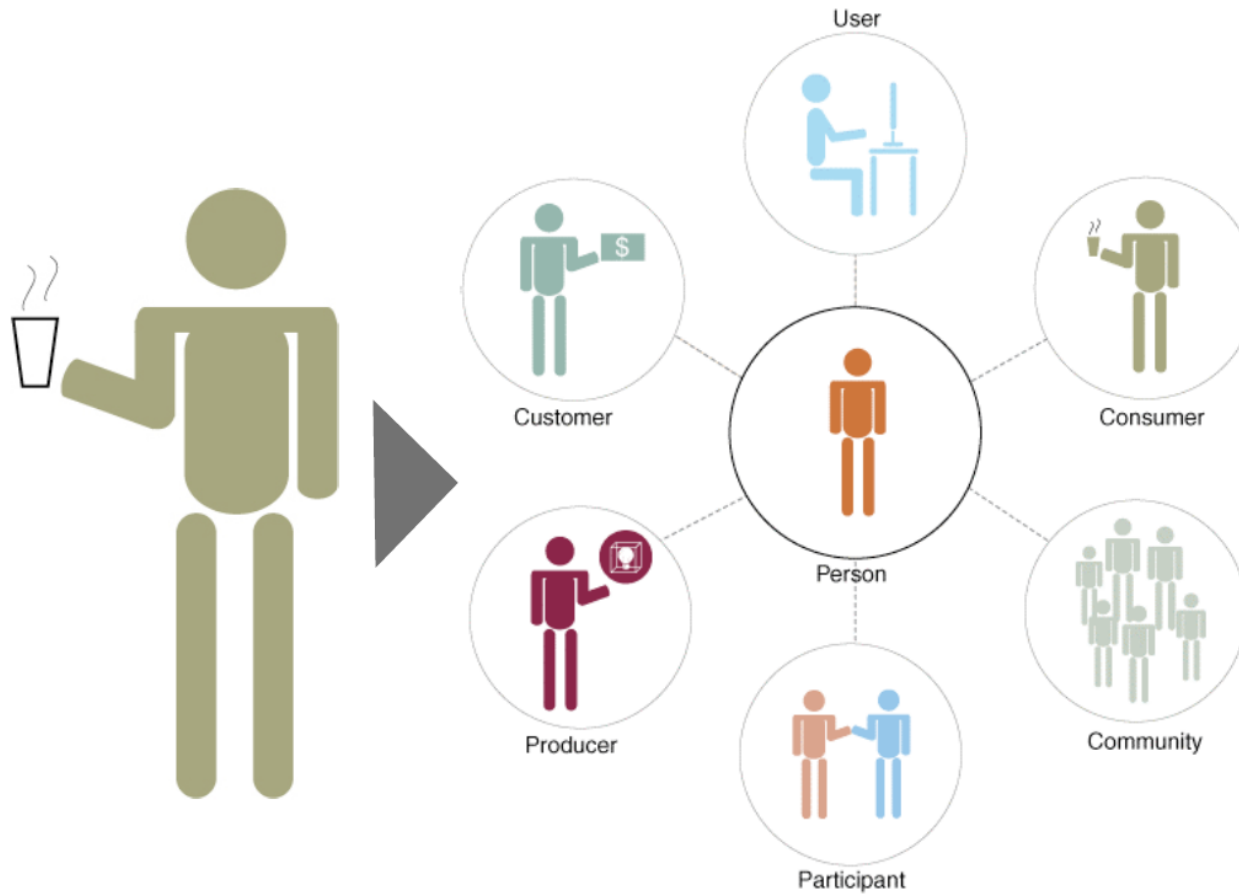 User
$
Customer
Consumer
Person
Producer
Community
Participant